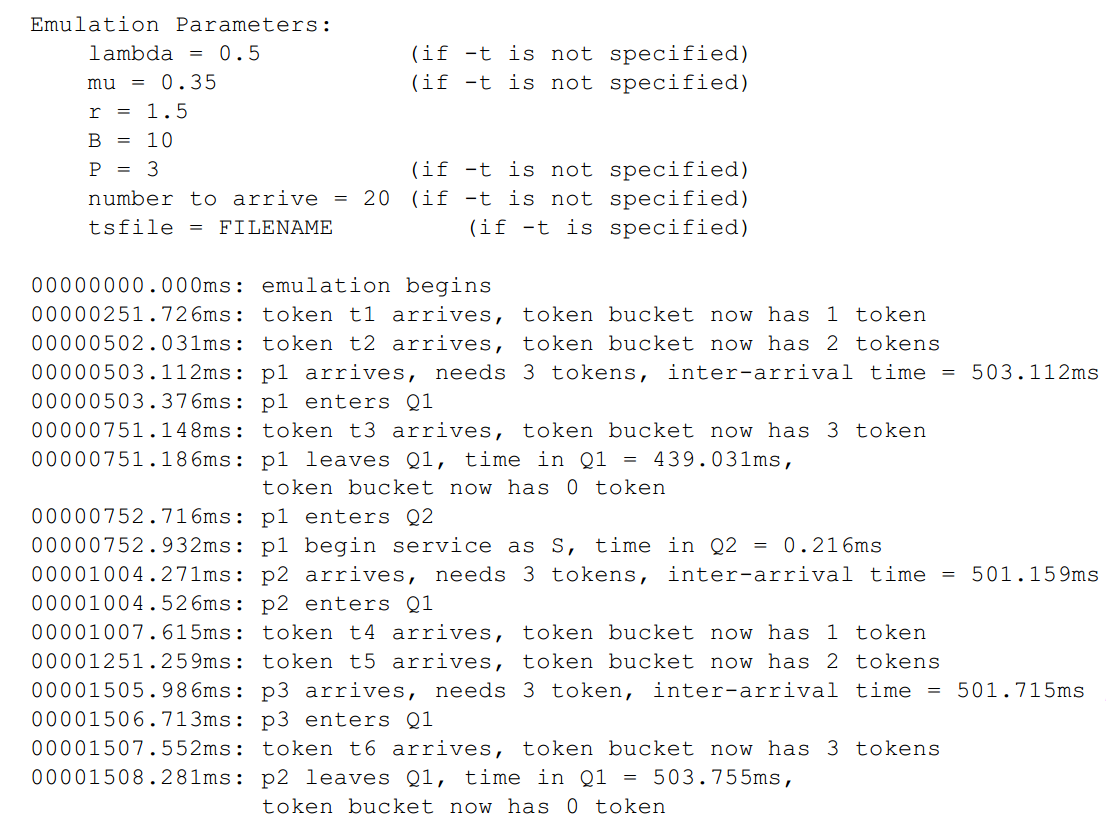 Emulation Parameters:
    lambda = 0.5          (if -t is not specified)
    mu = 0.35             (if -t is not specified)
    r = 1.5
    B = 10
    P = 3                 (if -t is not specified)
    number to arrive = 20 (if -t is not specified)
    tsfile = FILENAME         (if -t is specified)

00000000.000ms: emulation begins
00000251.726ms: token t1 arrives, token bucket now has 1 token
00000502.031ms: token t2 arrives, token bucket now has 2 tokens
00000503.112ms: p1 arrives, needs 3 tokens, inter-arrival time = 503.112ms
00000503.376ms: p1 enters Q1
00000751.148ms: token t3 arrives, token bucket now has 3 token
00000751.186ms: p1 leaves Q1, time in Q1 = 439.031ms,
                token bucket now has 0 token
00000752.716ms: p1 enters Q2
00000752.932ms: p1 begin service as S, time in Q2 = 0.216ms
00001004.271ms: p2 arrives, needs 3 tokens, inter-arrival time = 501.159ms
00001004.526ms: p2 enters Q1
00001007.615ms: token t4 arrives, token bucket now has 1 token
00001251.259ms: token t5 arrives, token bucket now has 2 tokens
00001505.986ms: p3 arrives, needs 3 token, inter-arrival time = 501.715ms
00001506.713ms: p3 enters Q1
00001507.552ms: token t6 arrives, token bucket now has 3 tokens
00001508.281ms: p2 leaves Q1, time in Q1 = 503.755ms,
                token bucket now has 0 token